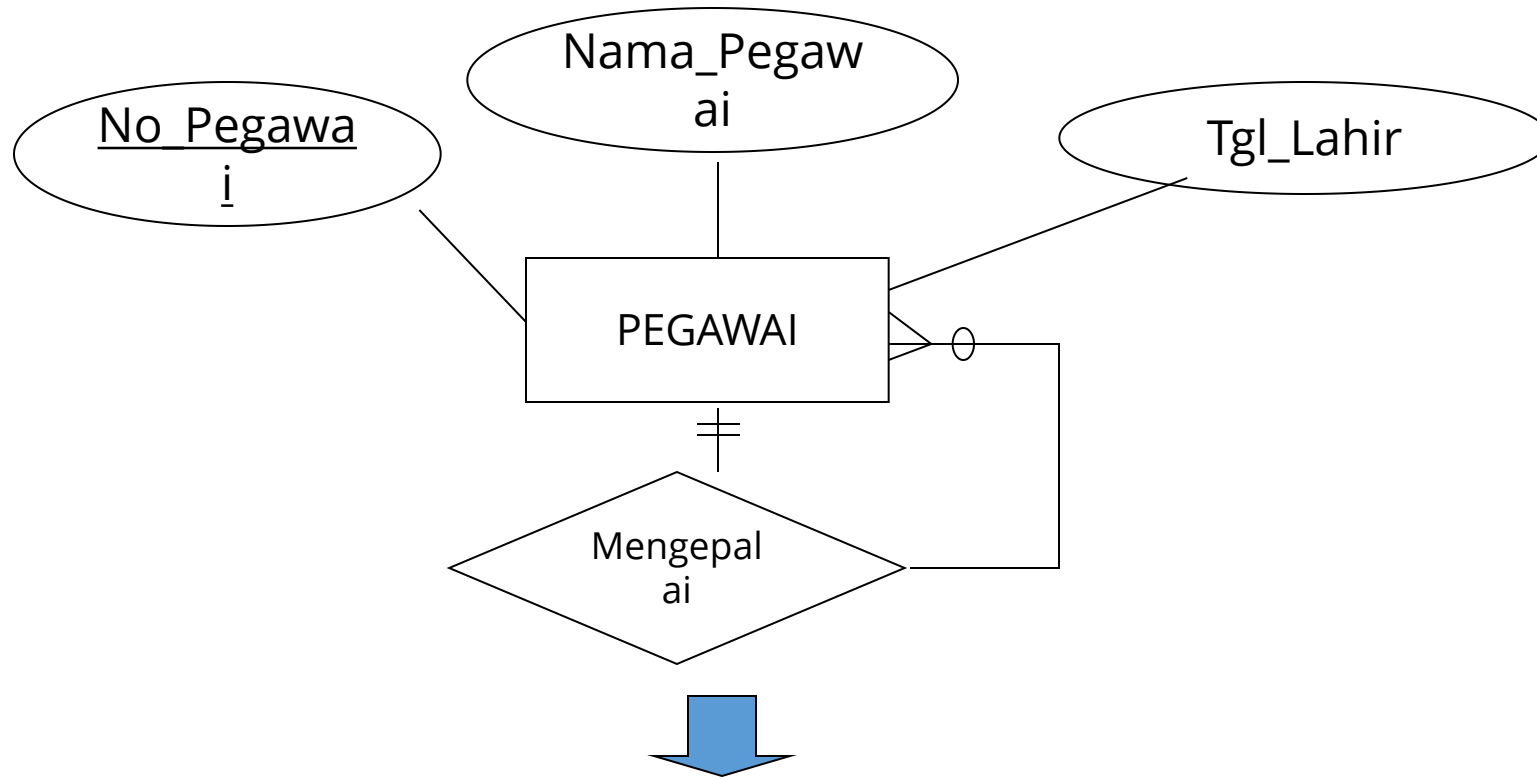 Nama_Pegaw
ai
No_Pegawa
i
Tgl_Lahir
PEGAWAI
Mengepal
ai